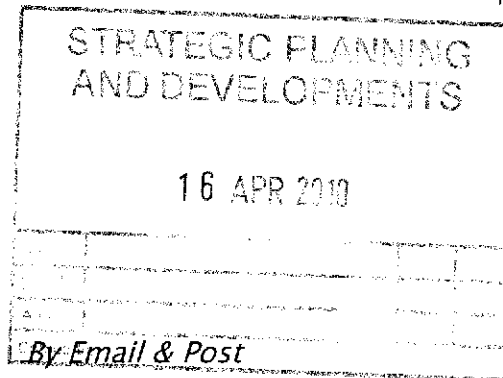 STRATEGIC PLANNING
AND DEVELOPMENTS
16 APR 2010
By Email & Post